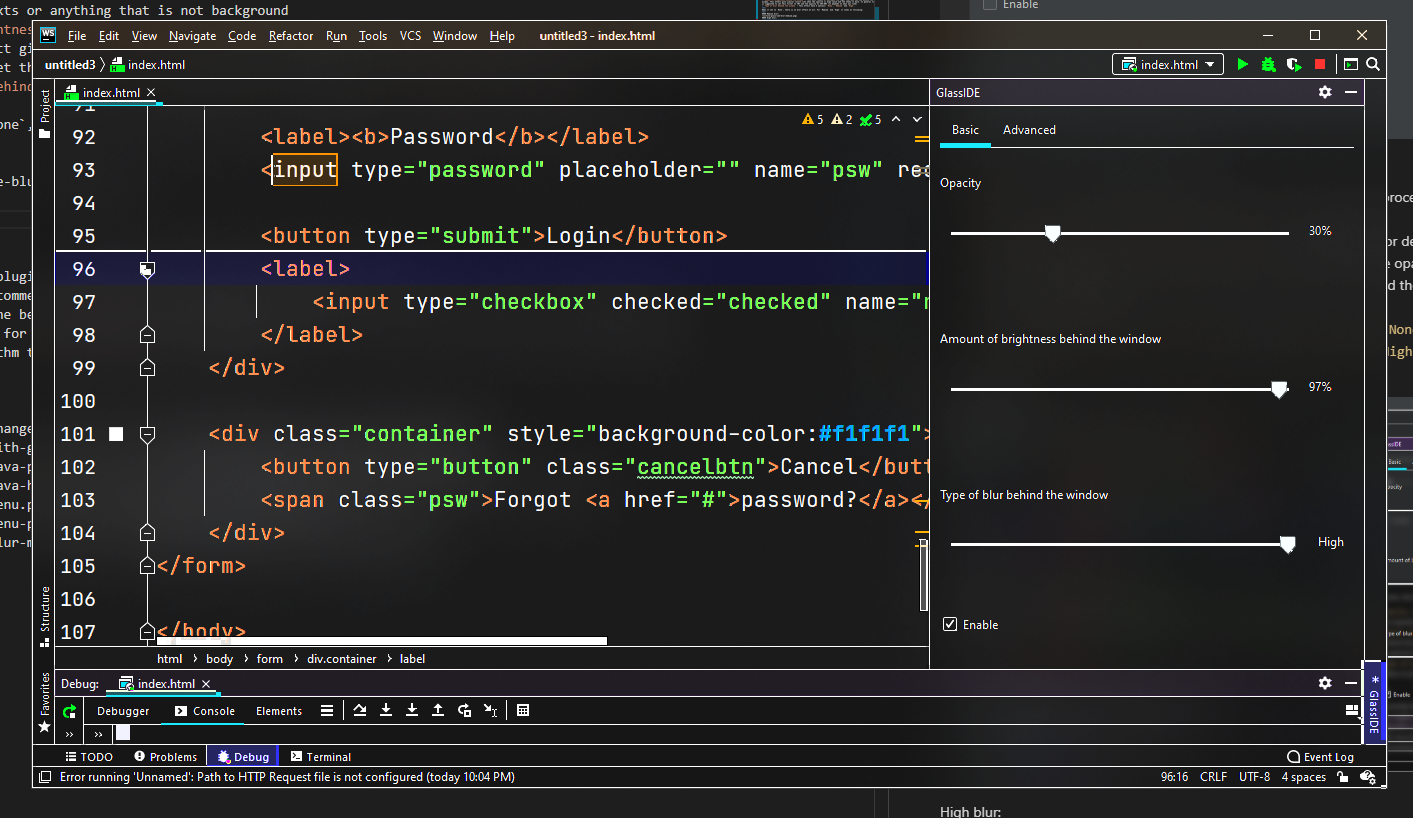 xts or anything that is not background
Enable
WS File Edit View Navigate Code Refactor Run Tools VCS Window Help untitled3 - index.html
untitled3 index.html
index.html
Project
index.html
GlassIDE
Basic Advanced
5 2 5
92 <label><b>Password</b></label>
93 <input type="password" placeholder="" name="psw"
94
95 <button type="submit">Login</button>
96 <label>
97 <input type="checkbox" checked="checked" name="
98 </label>
99 </div>
100
101 <div class="container" style="background-color:#f1f1f1">
102 <button type="button" class="cancelbtn">Cancel</
103 <span class="psw">Forgot <a href="#">password?</a><
104 </div>
105 </form>
106
107 </body>
Opacity
30%
Amount of brightness behind the window
97%
Type of blur behind the window
High
Enable
html body form div.container label
Structure
Favorites
Debug: index.html
Debugger Console Elements
GlassIDE
TODO Problems Debug Terminal
Event Log
Error running 'Unnamed': Path to HTTP Request file is not configured (today 10:04 PM)
96:16 CRLF UTF-8 4 spaces
High blur: